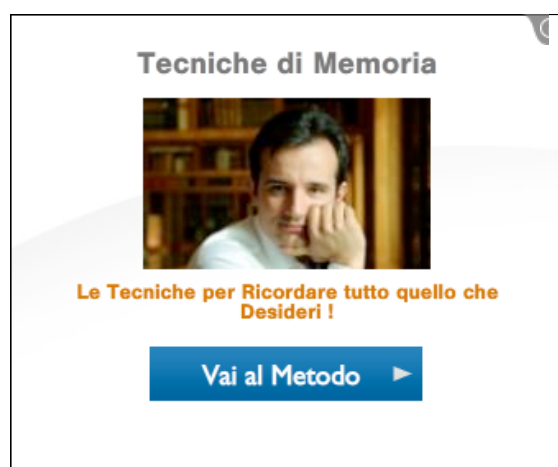 Tecniche di Memoria
Le Tecniche per Ricordare tutto quello che
Desideri !
Vai al Metodo